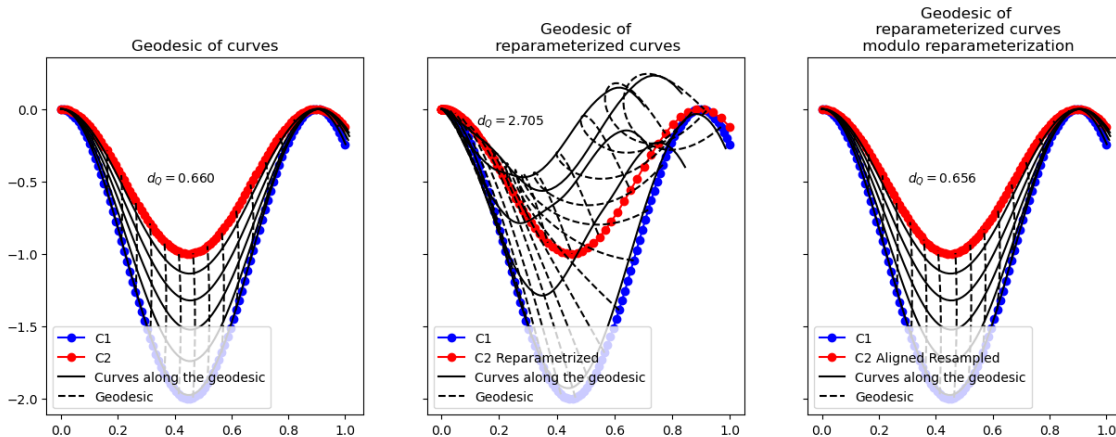 Geodesic of curves
0.0
−0.5
−1.0
−1.5
−2.0
0.0 0.2 0.4 0.6 0.8 1.0
d_Q = 0.660
C1
C2
Curves along the geodesic
Geodesic
Geodesic of
reparameterized curves
0.0 0.2 0.4 0.6 0.8 1.0
d_Q = 2.705
C1
C2 Reparametrized
Curves along the geodesic
Geodesic
Geodesic of
reparameterized curves
modulo reparameterization
0.0 0.2 0.4 0.6 0.8 1.0
d_Q = 0.656
C1
C2 Aligned Resampled
Curves along the geodesic
Geodesic